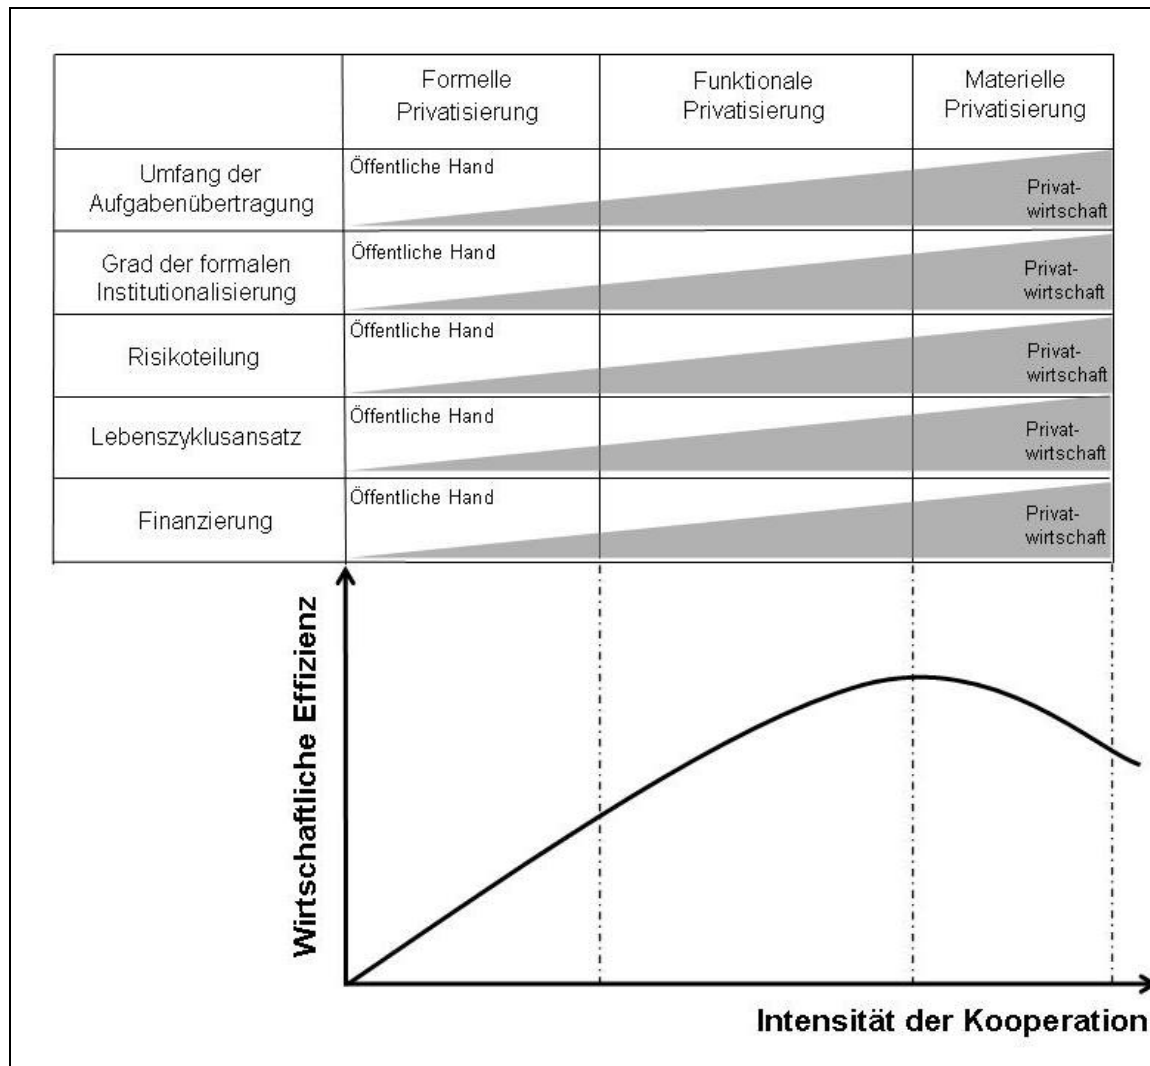 Formelle
Privatisierung
Funktionale
Privatisierung
Materielle
Privatisierung
Umfang der
Aufgabenübertragung
Öffentliche Hand
Privat-
wirtschaft
Grad der formalen
Institutionalisierung
Öffentliche Hand
Privat-
wirtschaft
Risikoteilung
Öffentliche Hand
Privat-
wirtschaft
Lebenszyklusansatz
Öffentliche Hand
Privat-
wirtschaft
Finanzierung
Öffentliche Hand
Privat-
wirtschaft
Wirtschaftliche Effizienz
Intensität der Kooperation